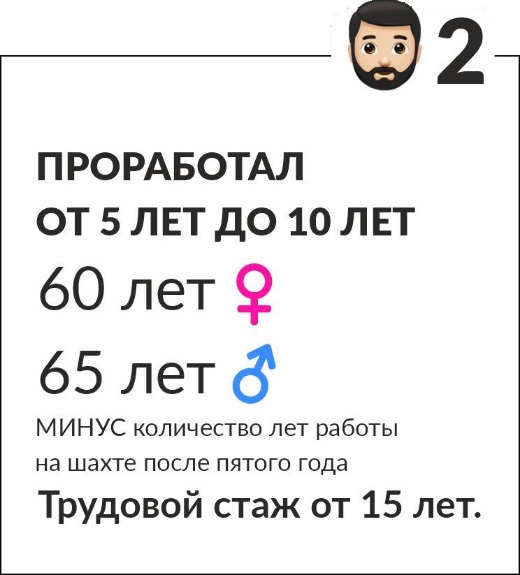 2
ПРОРАБОТАЛ
ОТ 5 ЛЕТ ДО 10 ЛЕТ
60 лет
65 лет
МИНУС количество лет работы
на шахте после пятого года
Трудовой стаж от 15 лет.